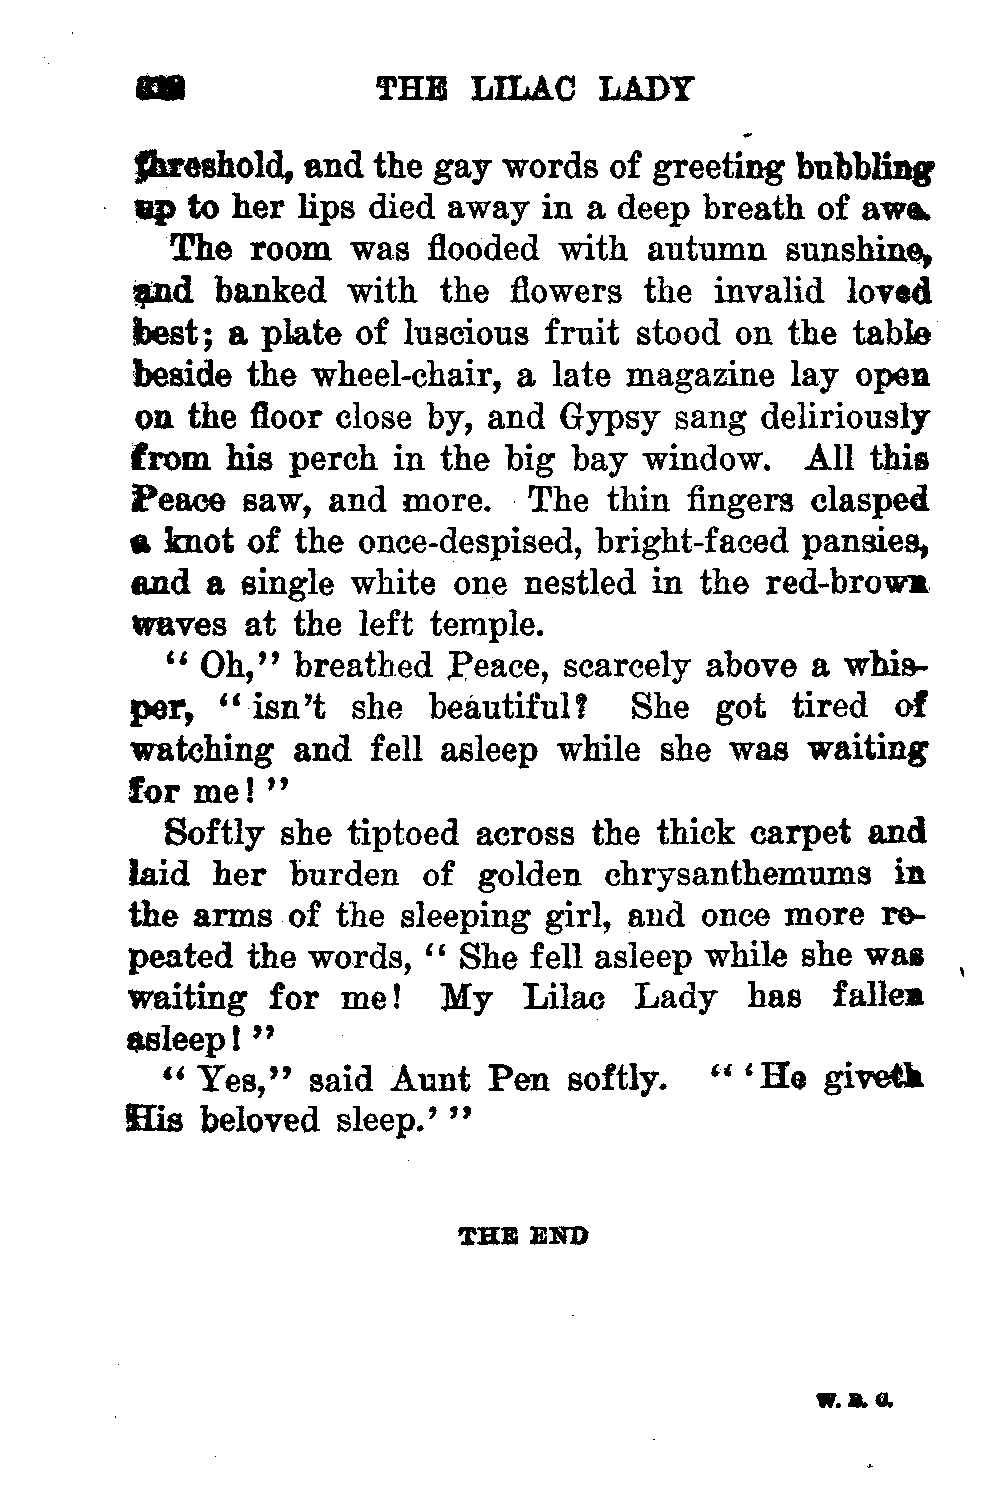 THE LILAC LADY
threshold, and the gay words of greeting bubbling
up to her lips died away in a deep breath of awe.
The room was flooded with autumn sunshine,
and banked with the flowers the invalid loved
best; a plate of luscious fruit stood on the table
beside the wheel-chair, a late magazine lay open
on the floor close by, and Gypsy sang deliriously
from his perch in the big bay window. All this
Peace saw, and more. The thin fingers clasped
a knot of the once-despised, bright-faced pansies,
and a single white one nestled in the red-brown
waves at the left temple.
“ Oh,” breathed Peace, scarcely above a whis-
per, “ isn’t she beautiful? She got tired of
watching and fell asleep while she was waiting
for me! ”
Softly she tiptoed across the thick carpet and
laid her burden of golden chrysanthemums in
the arms of the sleeping girl, and once more re-
peated the words, “ She fell asleep while she was
waiting for me! My Lilac Lady has fallen
asleep! ”
“ Yes,” said Aunt Pen softly. “ ‘ He giveth
His beloved sleep.’ ”
THE END
W. B. C.